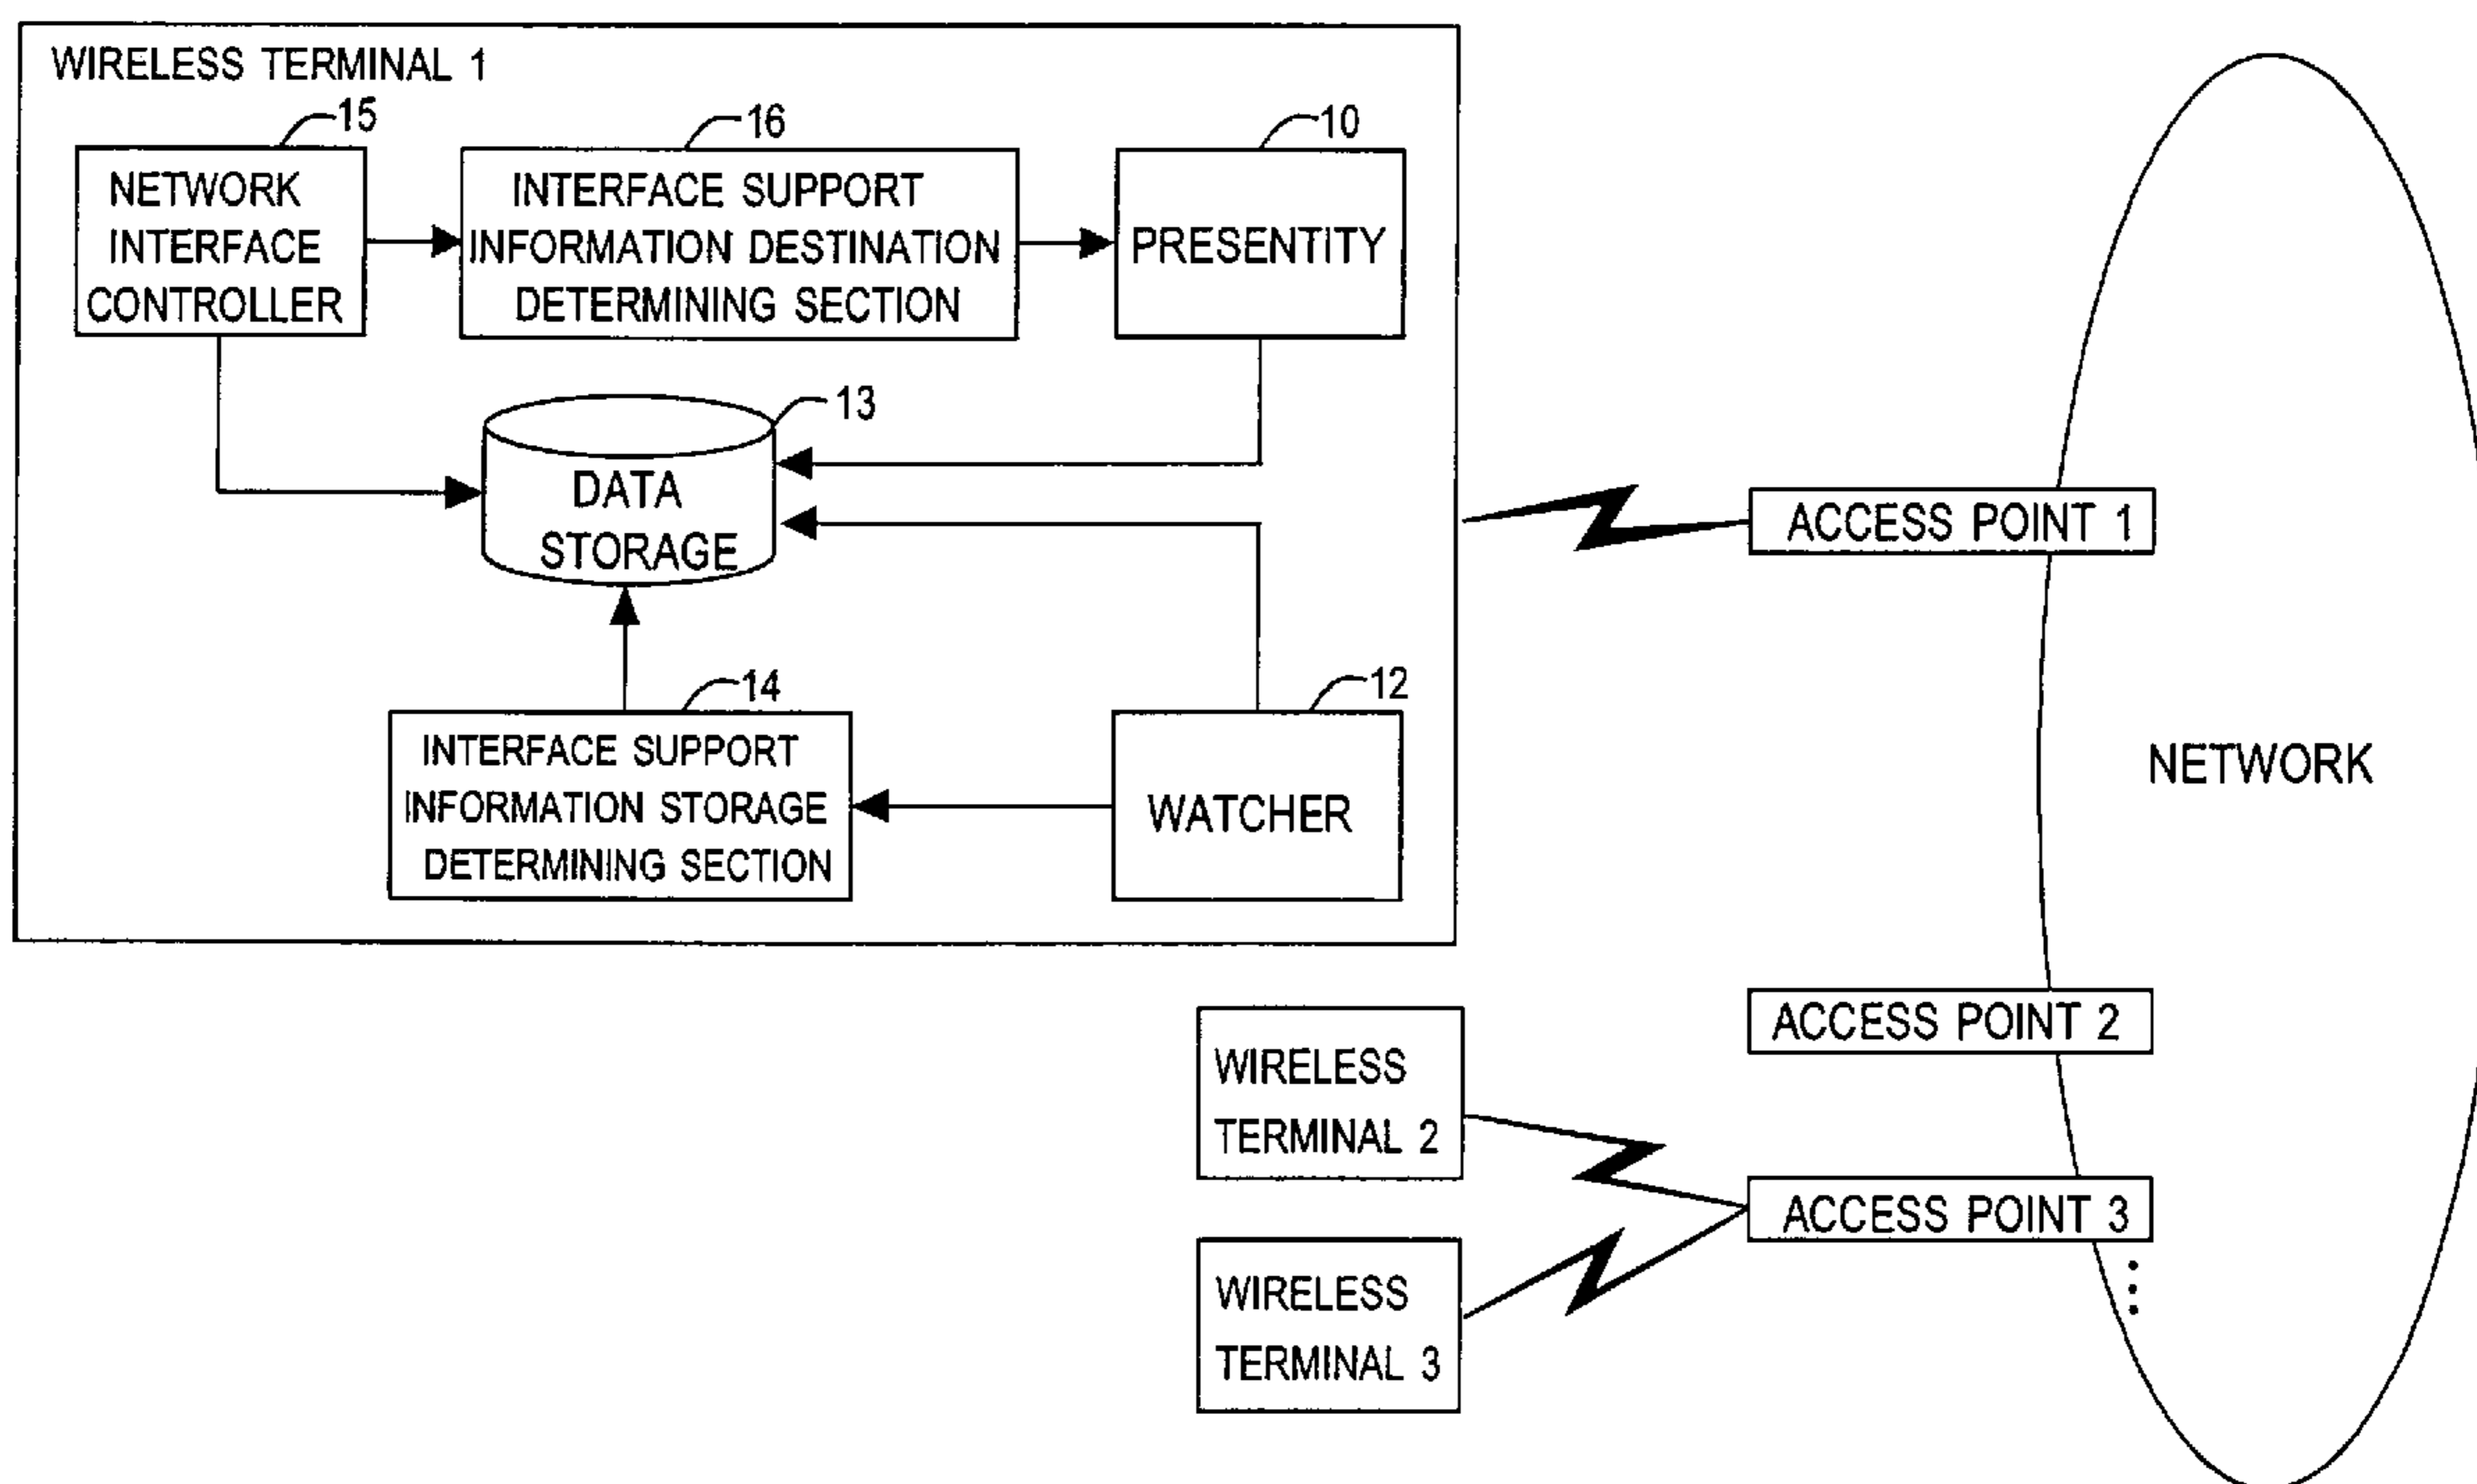 WIRELESS TERMINAL 1
15
16
10
NETWORK
INTERFACE
CONTROLLER
INTERFACE SUPPORT
INFORMATION DESTINATION
DETERMINING SECTION
PRESENTITY
13
DATA
STORAGE
ACCESS POINT 1
14
12
INTERFACE SUPPORT
INFORMATION STORAGE
DETERMINING SECTION
WATCHER
NETWORK
ACCESS POINT 2
WIRELESS
TERMINAL 2
ACCESS POINT 3
WIRELESS
TERMINAL 3